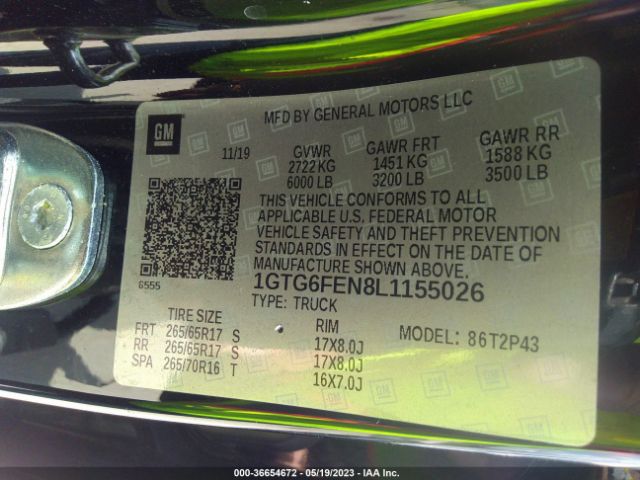 MFD BY GENERAL MOTORS LLC
GM
11/19
GVWR GAWR FRT GAWR RR
2722 KG 1451 KG 1588 KG
6000 LB 3200 LB 3500 LB
THIS VEHICLE CONFORMS TO ALL
APPLICABLE U.S. FEDERAL MOTOR
VEHICLE SAFETY AND THEFT PREVENTION
STANDARDS IN EFFECT ON THE DATE OF
MANUFACTURE SHOWN ABOVE.
6555
1GTG6FEN8L1155026
TYPE: TRUCK
TIRE SIZE RIM MODEL: 86T2P43
FRT 265/65R17 S 17X8.0J
RR 265/65R17 S 17X8.0J
SPA 265/70R16 T 16X7.0J
000-36654672 - 05/19/2023 - IAA Inc.